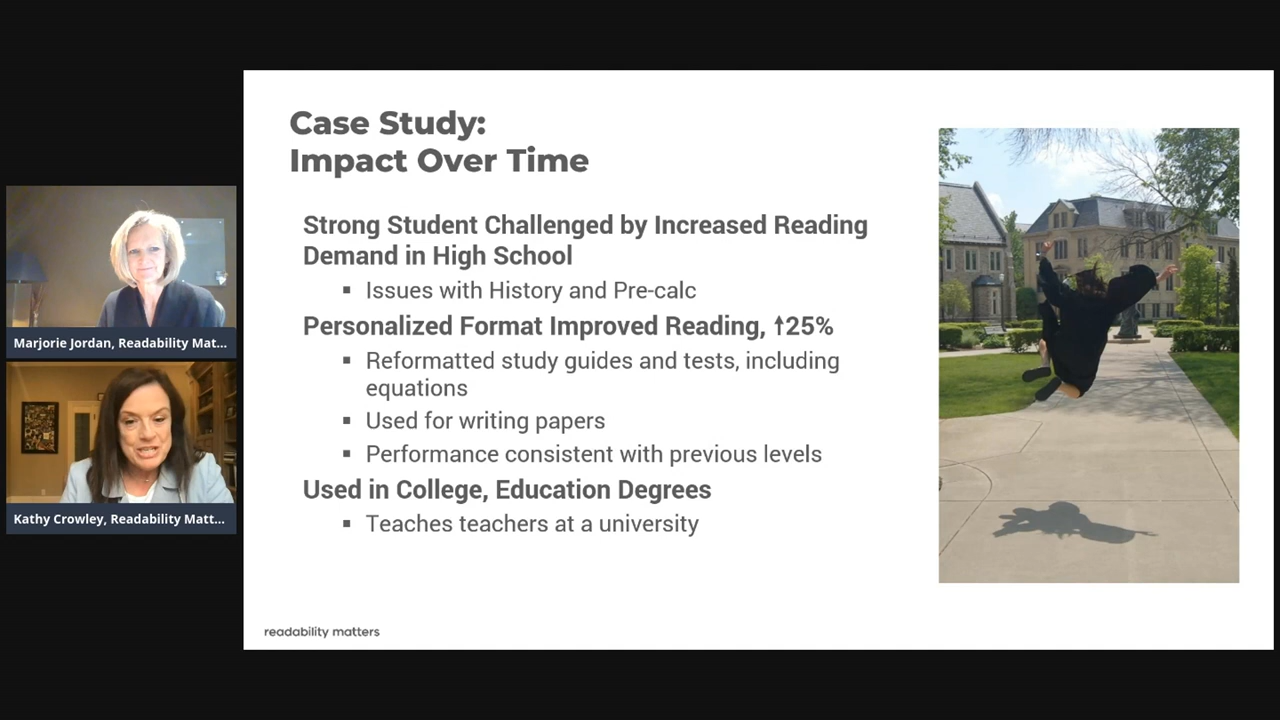 Case Study:
Impact Over Time
Strong Student Challenged by Increased Reading
Demand in High School
▪ Issues with History and Pre-calc
Personalized Format Improved Reading, ↑25%
▪ Reformatted study guides and tests, including
equations
▪ Used for writing papers
▪ Performance consistent with previous levels
Used in College, Education Degrees
▪ Teaches teachers at a university
readability matters
Marjorie Jordan, Readability Mat...
Kathy Crowley, Readability Matt...